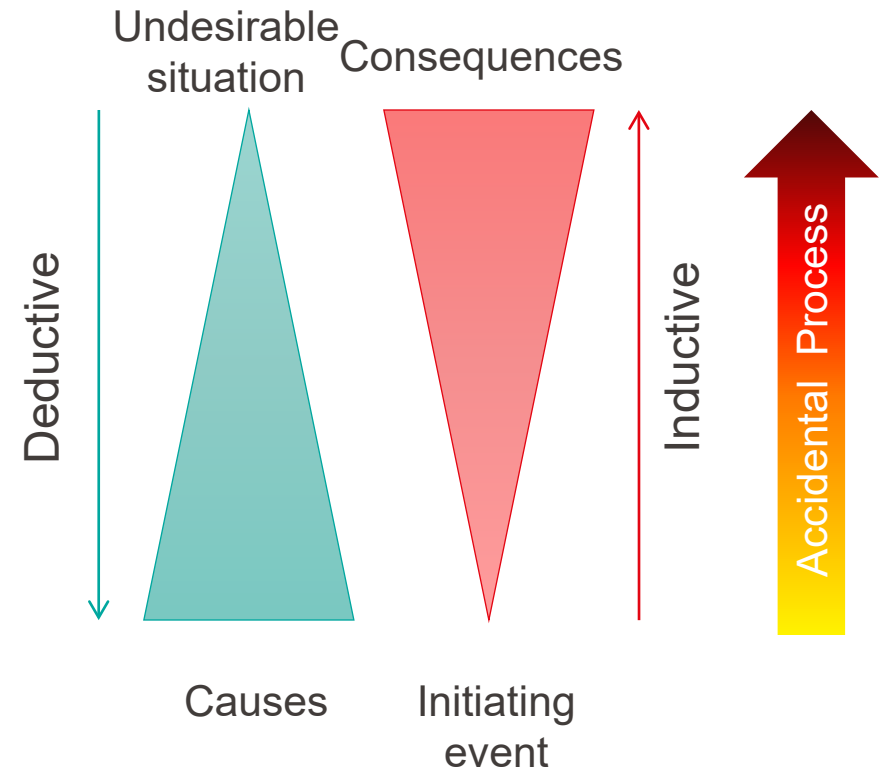 Undesirable
situation
Consequences
Deductive
Inductive
Accidental Process
Causes
Initiating
event